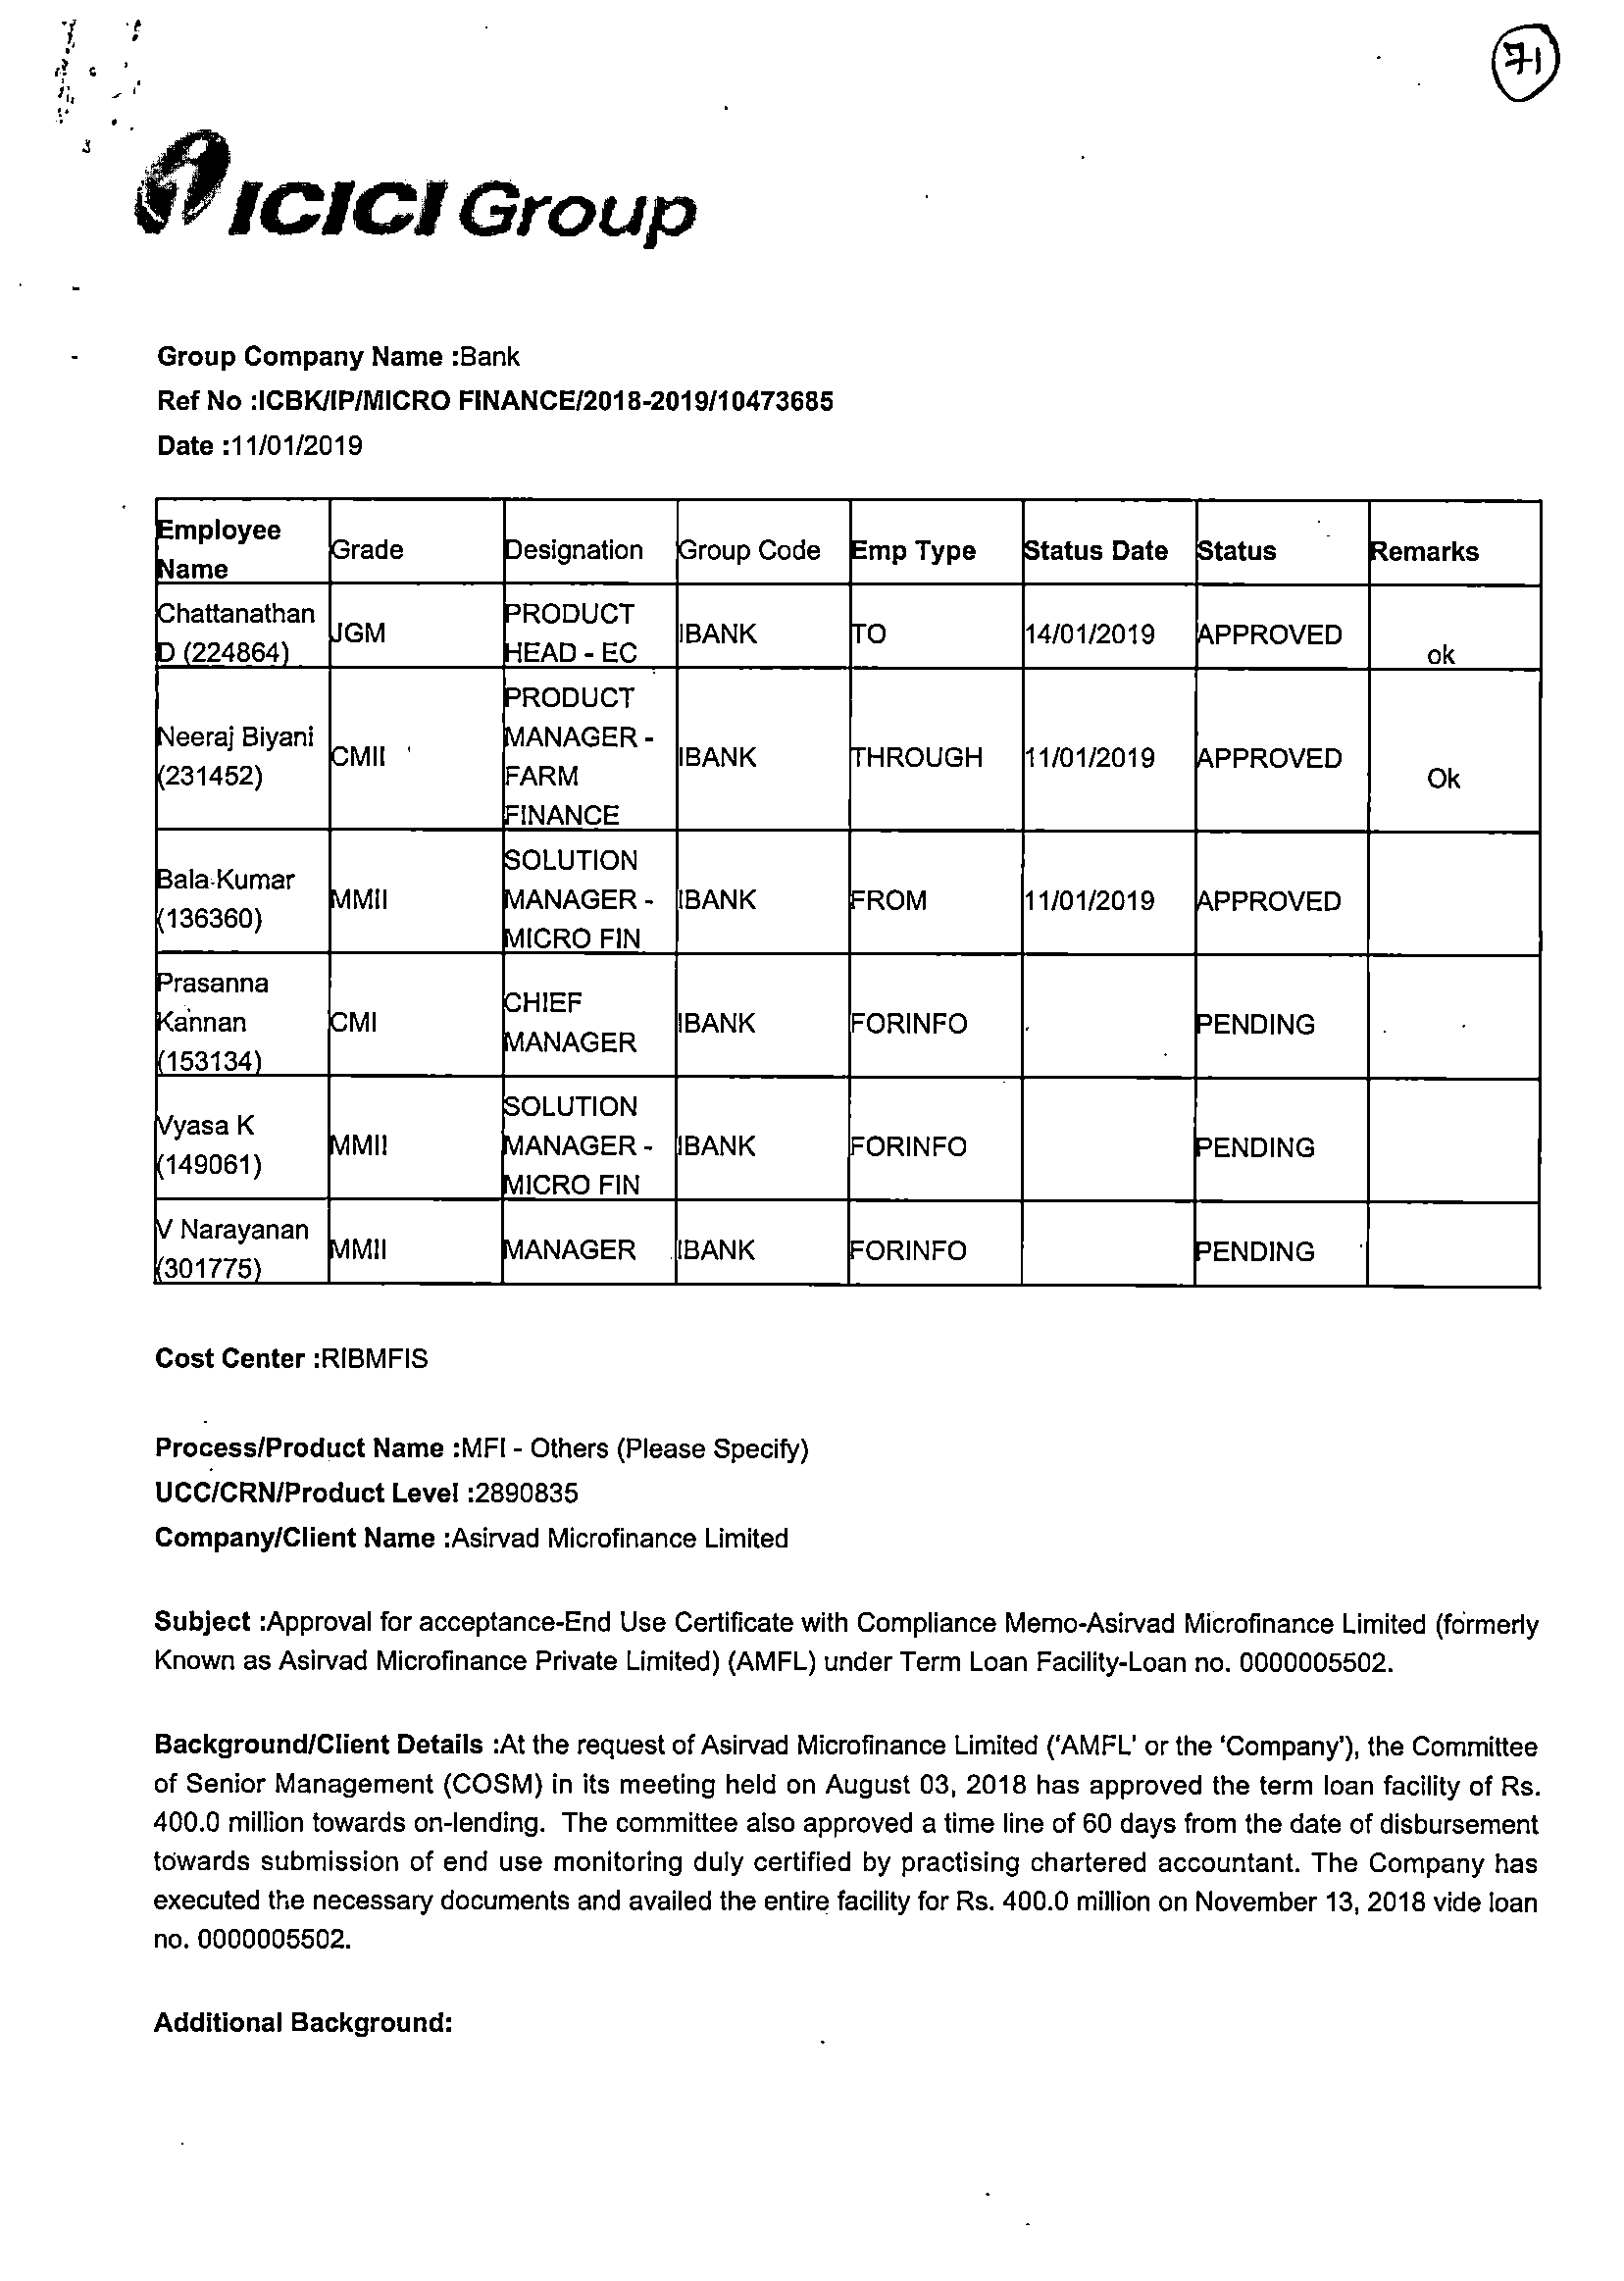 71
ICICI Group
Group Company Name :Bank
Ref No :ICBK/IP/MICRO FINANCE/2018-2019/10473685
Date :11/01/2019
Employee Name Grade Designation Group Code Emp Type Status Date Status Remarks
Chattanathan D (224864) JGM PRODUCT HEAD - EC IBANK TO 14/01/2019 APPROVED ok
Neeraj Biyani (231452) CMII PRODUCT MANAGER - FARM FINANCE IBANK THROUGH 11/01/2019 APPROVED Ok
Bala Kumar (136360) MMII SOLUTION MANAGER - MICRO FIN IBANK FROM 11/01/2019 APPROVED
Prasanna Kannan (153134) CMI CHIEF MANAGER IBANK FORINFO PENDING
Vyasa K (149061) MMII SOLUTION MANAGER - MICRO FIN IBANK FORINFO PENDING
V Narayanan (301775) MMII MANAGER IBANK FORINFO PENDING
Cost Center :RIBMFIS
Process/Product Name :MFI - Others (Please Specify)
UCC/CRN/Product Level :2890835
Company/Client Name :Asirvad Microfinance Limited
Subject :Approval for acceptance-End Use Certificate with Compliance Memo-Asirvad Microfinance Limited (formerly
Known as Asirvad Microfinance Private Limited) (AMFL) under Term Loan Facility-Loan no. 0000005502.
Background/Client Details :At the request of Asirvad Microfinance Limited ('AMFL' or the 'Company'), the Committee
of Senior Management (COSM) in its meeting held on August 03, 2018 has approved the term loan facility of Rs.
400.0 million towards on-lending. The committee also approved a time line of 60 days from the date of disbursement
towards submission of end use monitoring duly certified by practising chartered accountant. The Company has
executed the necessary documents and availed the entire facility for Rs. 400.0 million on November 13, 2018 vide loan
no. 0000005502.
Additional Background: